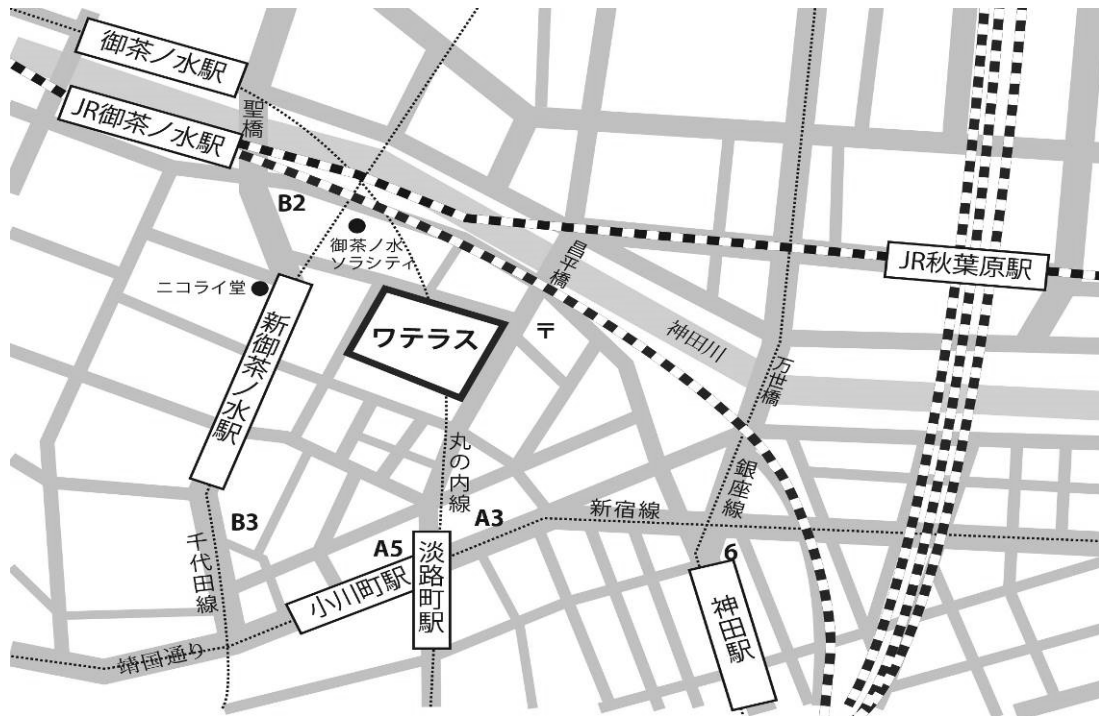 御茶ノ水駅
JR御茶ノ水駅
聖橋
B2
御茶ノ水
ソラシティ
昌平橋
JR秋葉原駅
ニコライ堂
新御茶ノ水駅
ワテラス
〒
神田川
万世橋
丸の内線
銀座線
B3
A3
新宿線
A5
淡路町駅
6
千代田線
小川町駅
神田駅
靖国通り